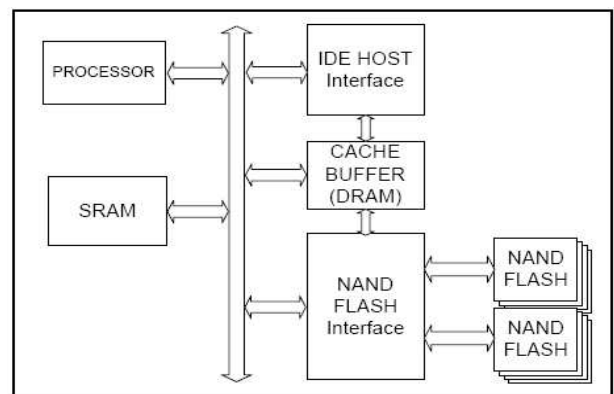 PROCESSOR
SRAM
IDE HOST
Interface
CACHE
BUFFER
(DRAM)
NAND
FLASH
Interface
NAND
FLASH
NAND
FLASH